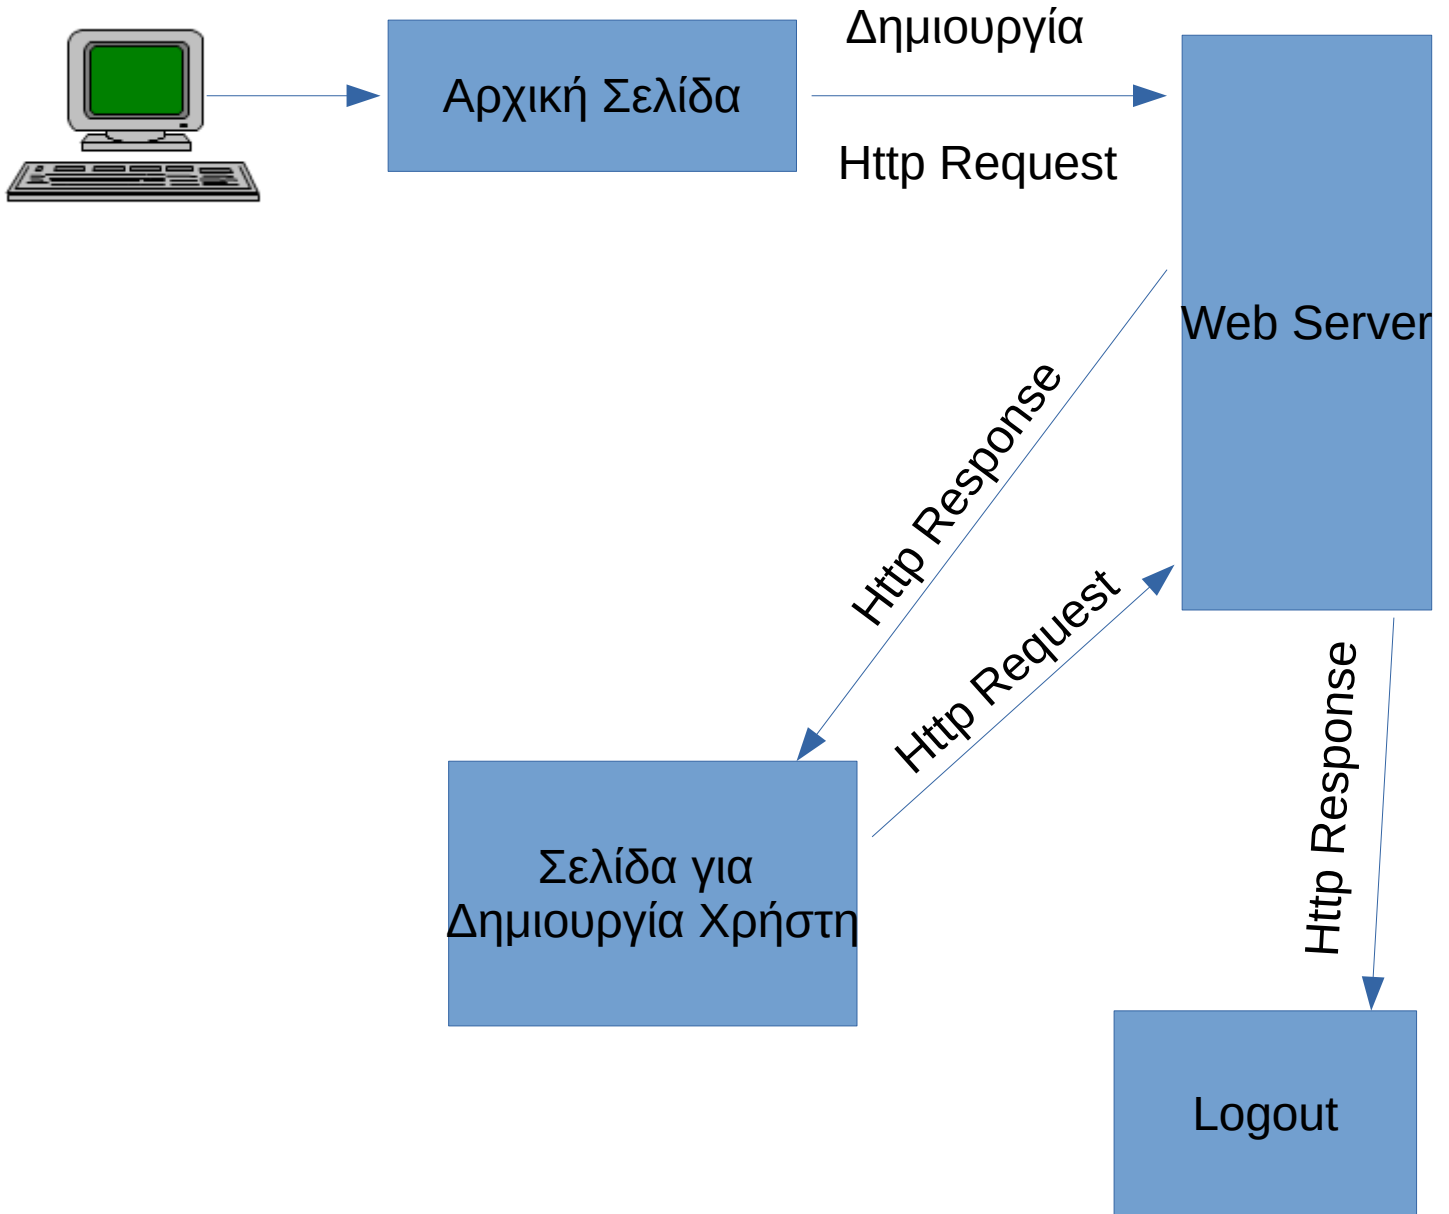 Δημιουργία
Αρχική Σελίδα
Http Request
Web Server
Http Response
Http Request
Http Response
Σελίδα για
Δημιουργία Χρήστη
Logout